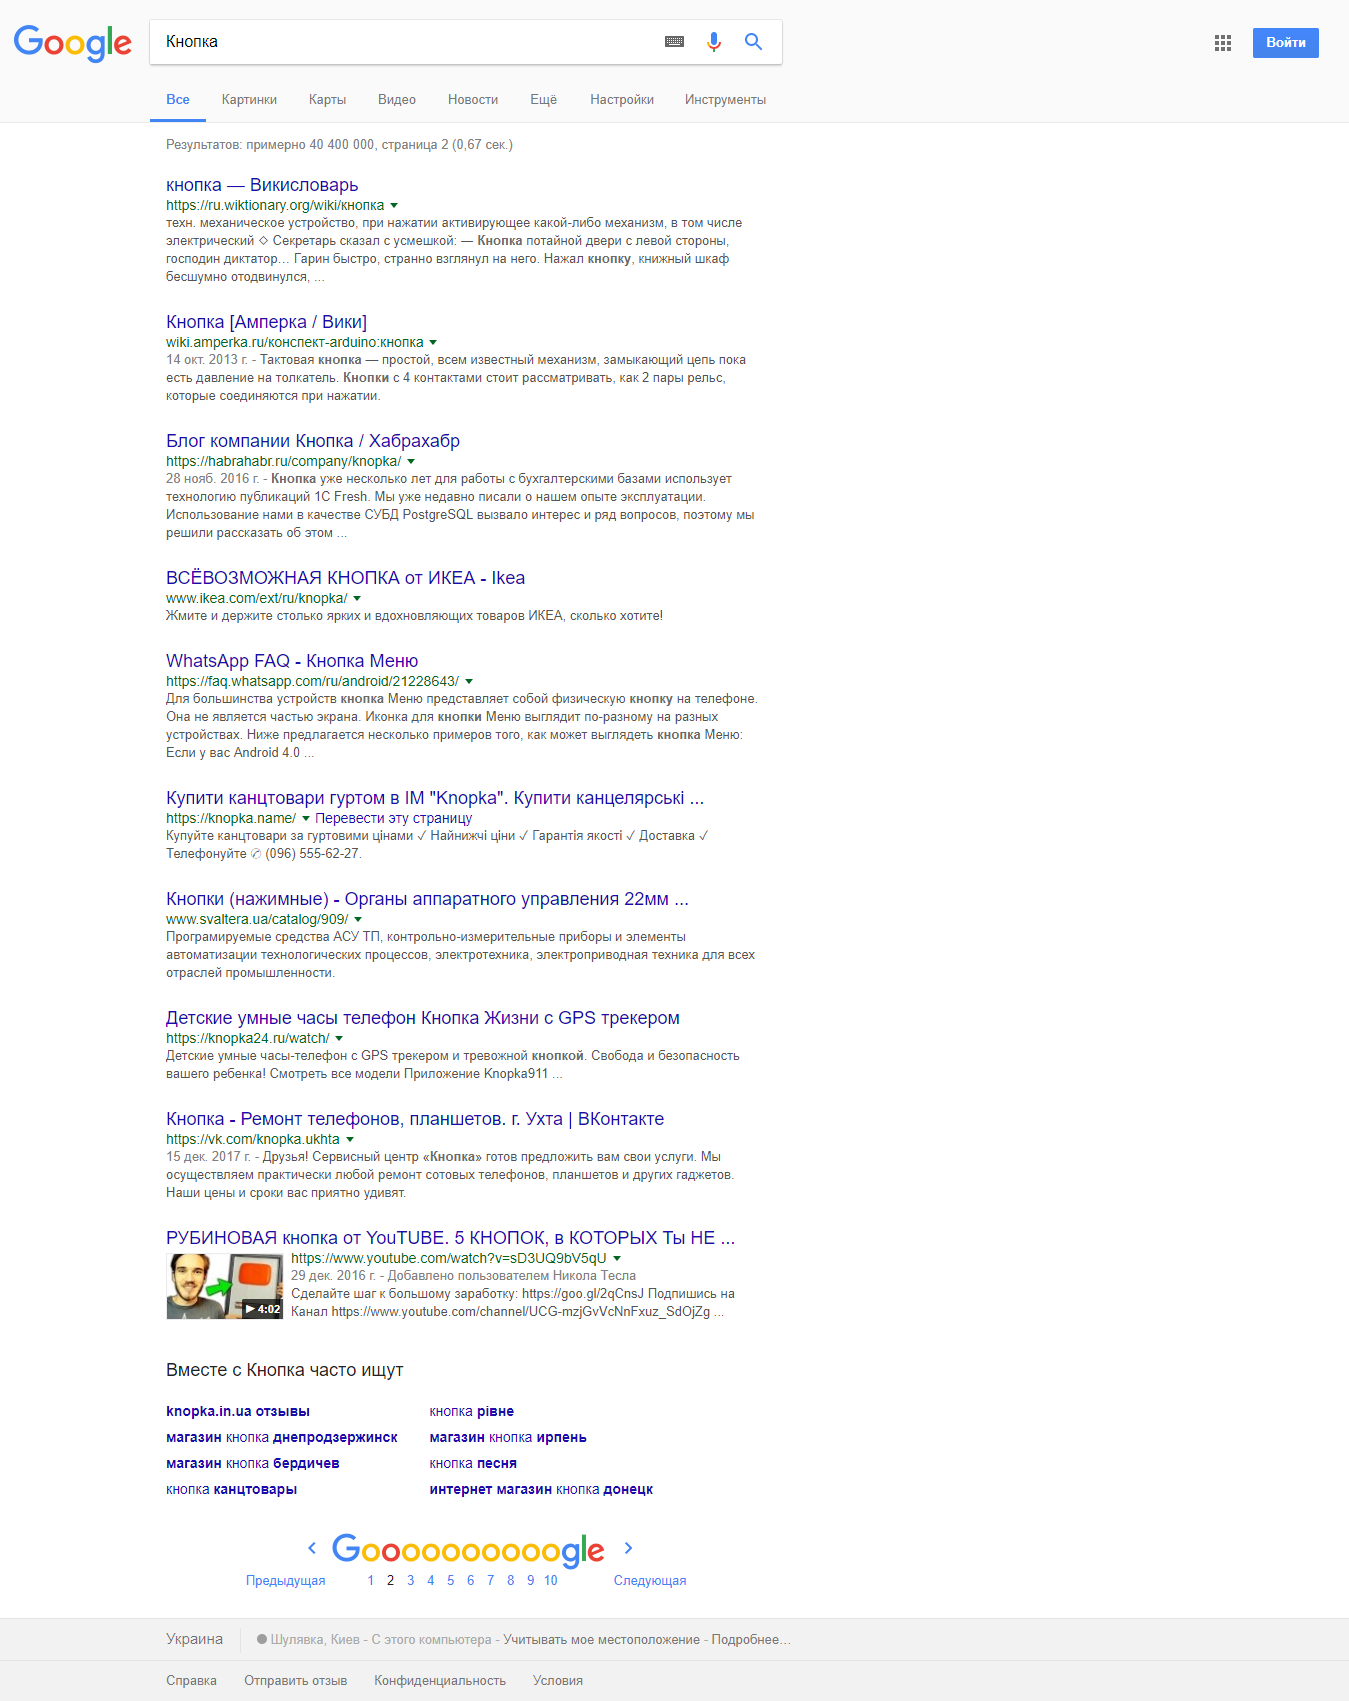 Google
Кнопка
Войти
Все Картинки Карты Видео Новости Ещё Настройки Инструменты
Результатов: примерно 40 400 000, страница 2 (0,67 сек.)
кнопка — Викисловарь
https://ru.wiktionary.org/wiki/кнопка
техн. механическое устройство, при нажатии активирующее какой-либо механизм, в том числе
электрический ◇ Секретарь сказал с усмешкой: — Кнопка потайной двери с левой стороны,
господин диктатор… Гарин быстро, странно взглянул на него. Нажал кнопку, книжный шкаф
бесшумно отодвинулся, ...
Кнопка [Амперка / Вики]
wiki.amperka.ru/конспект-arduino:кнопка
14 окт. 2013 г. - Тактовая кнопка — простой, всем известный механизм, замыкающий цепь пока
есть давление на толкатель. Кнопки с 4 контактами стоит рассматривать, как 2 пары рельс,
которые соединяются при нажатии.
Блог компании Кнопка / Хабрахабр
https://habrahabr.ru/company/knopka/
28 нояб. 2016 г. - Кнопка уже несколько лет для работы с бухгалтерскими базами использует
технологию публикаций 1С Fresh. Мы уже недавно писали о нашем опыте эксплуатации.
Использование нами в качестве СУБД PostgreSQL вызвало интерес и ряд вопросов, поэтому мы
решили рассказать об этом ...
ВСЁВОЗМОЖНАЯ КНОПКА от ИКЕА - Ikea
www.ikea.com/ext/ru/knopka/
Жмите и держите столько ярких и вдохновляющих товаров ИКЕА, сколько хотите!
WhatsApp FAQ - Кнопка Меню
https://faq.whatsapp.com/ru/android/21228643/
Для большинства устройств кнопка Меню представляет собой физическую кнопку на телефоне.
Она не является частью экрана. Иконка для кнопки Меню выглядит по-разному на разных
устройствах. Ниже предлагается несколько примеров того, как может выглядеть кнопка Меню:
Если у вас Android 4.0 ...
Купити канцтовари гуртом в ІМ "Knopka". Купити канцелярські ...
https://knopka.name/ Перевести эту страницу
Купуйте канцтовари за гуртовими цінами ✓ Найнижчі ціни ✓ Гарантія якості ✓ Доставка ✓
Телефонуйте ✆ (096) 555-62-27.
Кнопки (нажимные) - Органы аппаратного управления 22мм ...
www.svaltera.ua/catalog/909/
Програмируемые средства АСУ ТП, контрольно-измерительные приборы и элементы
автоматизации технологических процессов, электротехника, электроприводная техника для всех
отраслей промышленности.
Детские умные часы телефон Кнопка Жизни с GPS трекером
https://knopka24.ru/watch/
Детские умные часы-телефон с GPS трекером и тревожной кнопкой. Свобода и безопасность
вашего ребенка! Смотреть все модели Приложение Knopka911 ...
Кнопка - Ремонт телефонов, планшетов. г. Ухта | ВКонтакте
https://vk.com/knopka.ukhta
15 дек. 2017 г. - Друзья! Сервисный центр «Кнопка» готов предложить вам свои услуги. Мы
осуществляем практически любой ремонт сотовых телефонов, планшетов и других гаджетов.
Наши цены и сроки вас приятно удивят.
РУБИНОВАЯ кнопка от YouTUBE. 5 КНОПОК, в КОТОРЫХ Ты НЕ ...
https://www.youtube.com/watch?v=sD3UQ9bV5qU
29 дек. 2016 г. - Добавлено пользователем Никола Тесла
Сделайте шаг к большому заработку: https://goo.gl/2qCnsJ Подпишись на
4:02 Канал https://www.youtube.com/channel/UCG-mzjGvVcNnFxuz_SdOjZg ...
Вместе с Кнопка часто ищут
knopka.in.ua отзывы кнопка рівне
магазин кнопка днепродзержинск магазин кнопка ирпень
магазин кнопка бердичев кнопка песня
кнопка канцтовары интернет магазин кнопка донецк
Goooooooooogle
Предыдущая 1 2 3 4 5 6 7 8 9 10 Следующая
Украина Шулявка, Киев - С этого компьютера - Учитывать мое местоположение - Подробнее…
Справка Отправить отзыв Конфиденциальность Условия